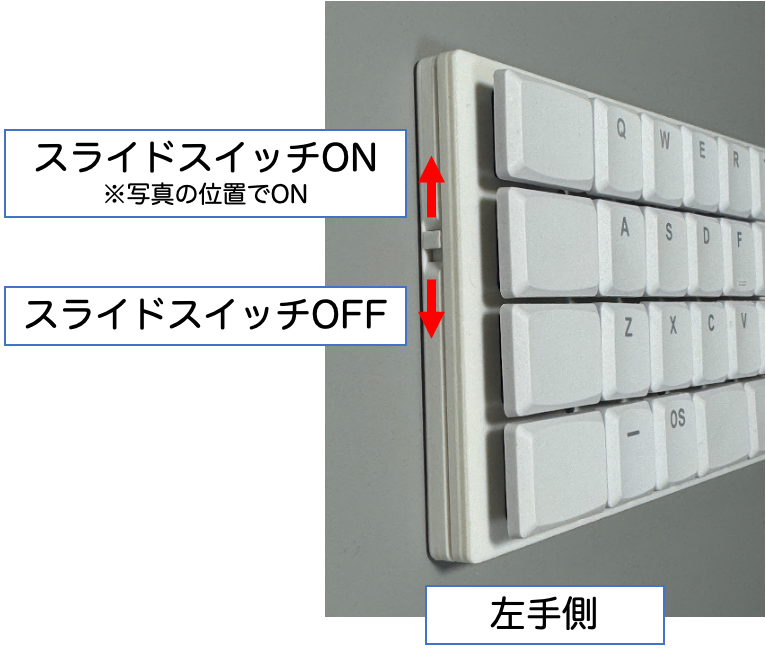 スライドスイッチON
※写真の位置でON
スライドスイッチOFF
Q W E R
A S D F
Z X C V
— OS
左手側